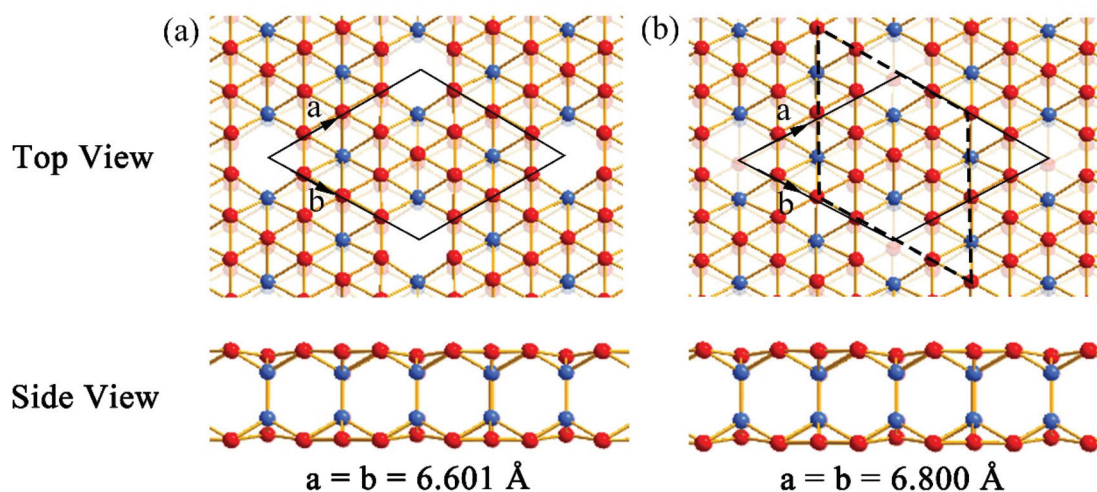 (a)
(b)
Top View
a
b
a
b
Side View
a = b = 6.601 Å
a = b = 6.800 Å